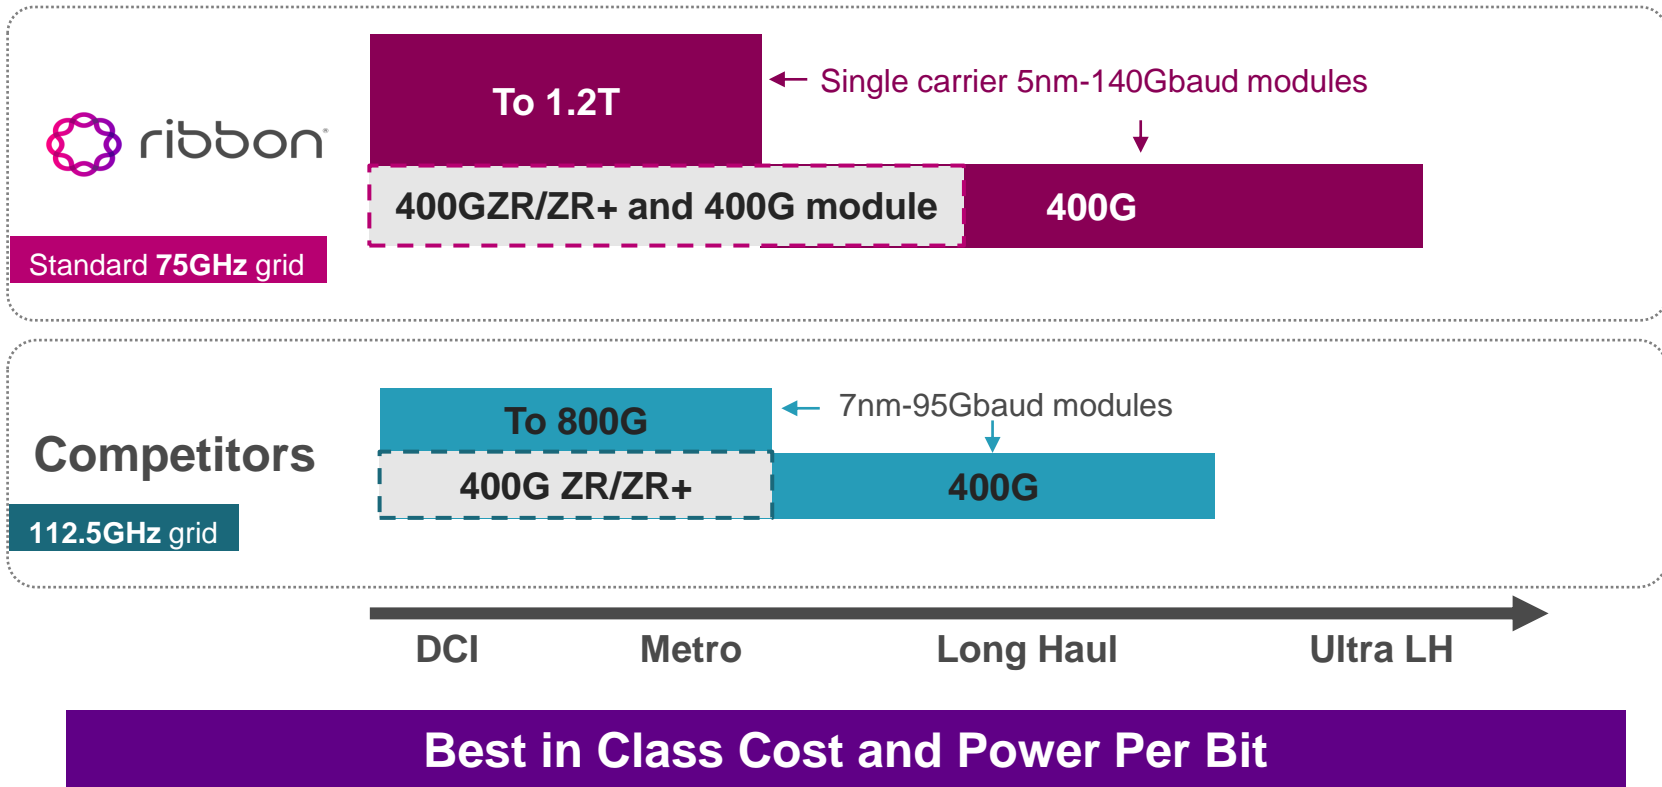 To 1.2T
Single carrier 5nm-140Gbaud modules
ribbon®
400GZR/ZR+ and 400G module
400G
Standard 75GHz grid
To 800G
7nm-95Gbaud modules
Competitors
400G ZR/ZR+
400G
112.5GHz grid
DCI Metro Long Haul Ultra LH
Best in Class Cost and Power Per Bit